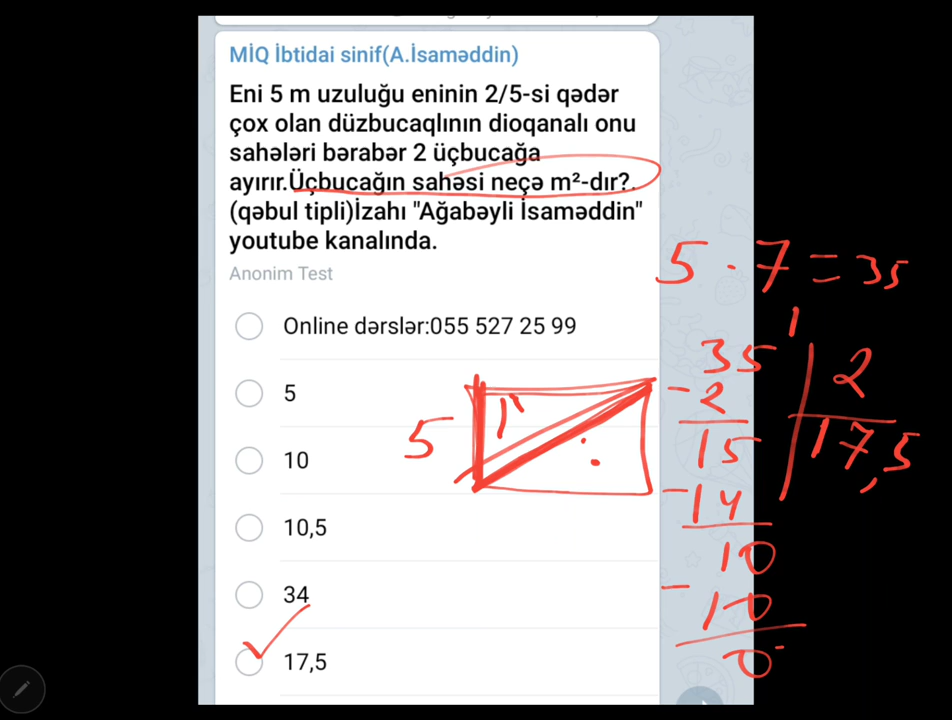 MİQ İbtidai sinif(A.İsaməddin)
Eni 5 m uzuluğu eninin 2/5-si qədər
çox olan düzbucaqlının dioqanalı onu
sahələri bərabər 2 üçbucağa
ayırır.Üçbucağın sahəsi neçə m²-dır?.
(qəbul tipli)İzahı "Ağabəyli İsaməddin"
youtube kanalında.
Anonim Test
Online dərslər:055 527 25 99
5
10
10,5
34
17,5
5
5 · 7 = 35
1
35 2
-2 17,5
15
-14
10
-10
0